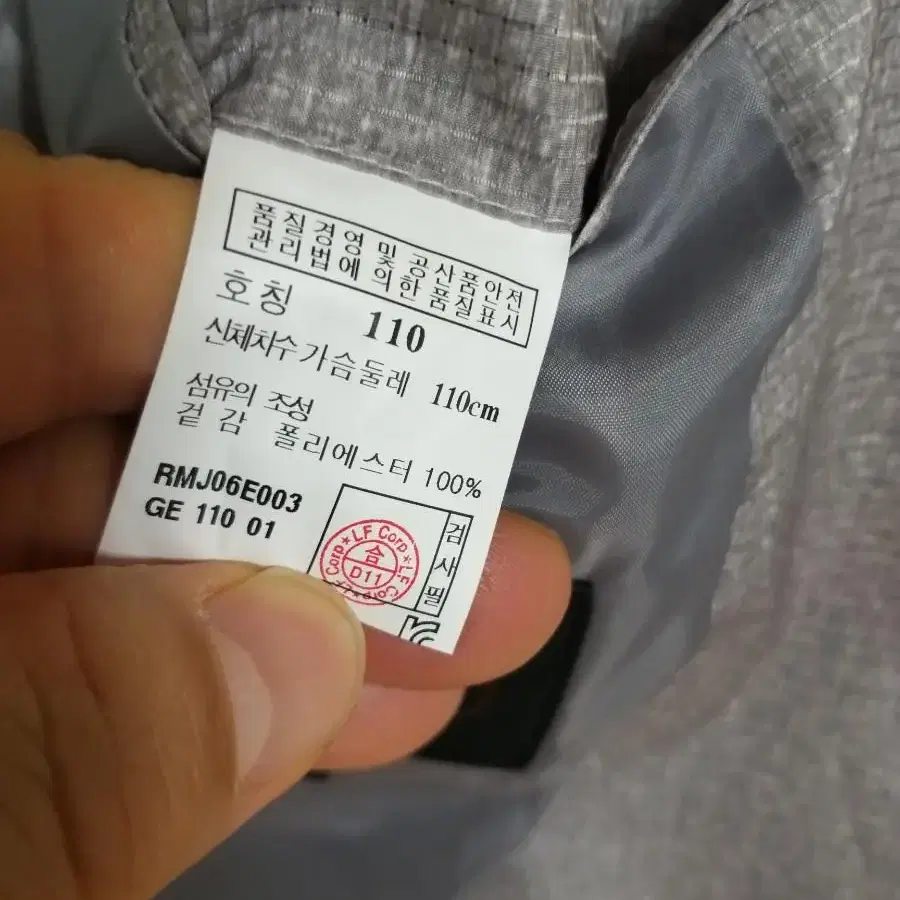 품질경영 및 공산품안전
관리법에 의한 품질표시
호칭 110
신체치수 가슴둘레 110cm
섬유의 조성
겉감 폴리에스터 100%
RMJ06E003
GE 110 01
검사필
LF Corp ★ LF Corp
合
D11